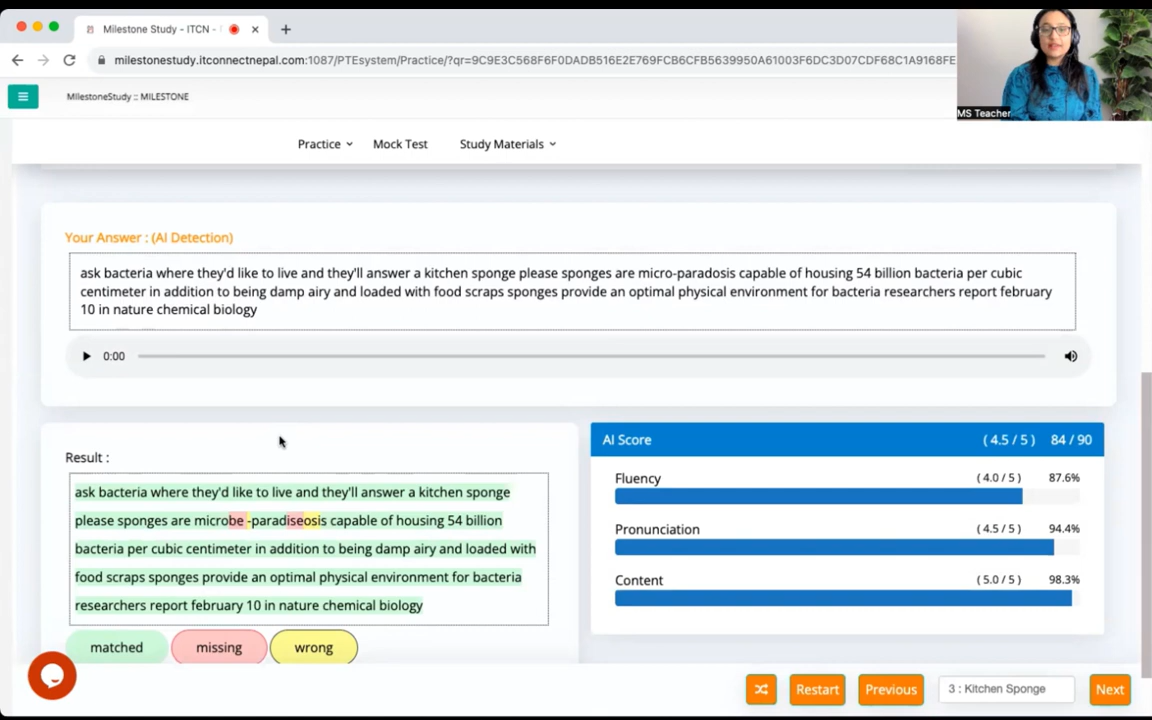 Milestone Study - ITCN -
milestonestudy.itconnectnepal.com:1087/PTEsystem/Practice/?qr=9C9E3C568F6F0DADB516E2E769FCB6CFB5639950A61003F6DC3D07CDF68C1A9168FE
MS Teacher
MilestoneStudy :: MILESTONE
Practice
Mock Test
Study Materials
Your Answer : (AI Detection)
ask bacteria where they'd like to live and they'll answer a kitchen sponge please sponges are micro-paradosis capable of housing 54 billion bacteria per cubic
centimeter in addition to being damp airy and loaded with food scraps sponges provide an optimal physical environment for bacteria researchers report february
10 in nature chemical biology
0:00
Result :
ask bacteria where they'd like to live and they'll answer a kitchen sponge
please sponges are microbe -paradiseosis capable of housing 54 billion
bacteria per cubic centimeter in addition to being damp airy and loaded with
food scraps sponges provide an optimal physical environment for bacteria
researchers report february 10 in nature chemical biology
matched
missing
wrong
AI Score ( 4.5 / 5 ) 84 / 90
Fluency ( 4.0 / 5 ) 87.6%
Pronunciation ( 4.5 / 5 ) 94.4%
Content ( 5.0 / 5 ) 98.3%
Restart
Previous
3 : Kitchen Sponge
Next